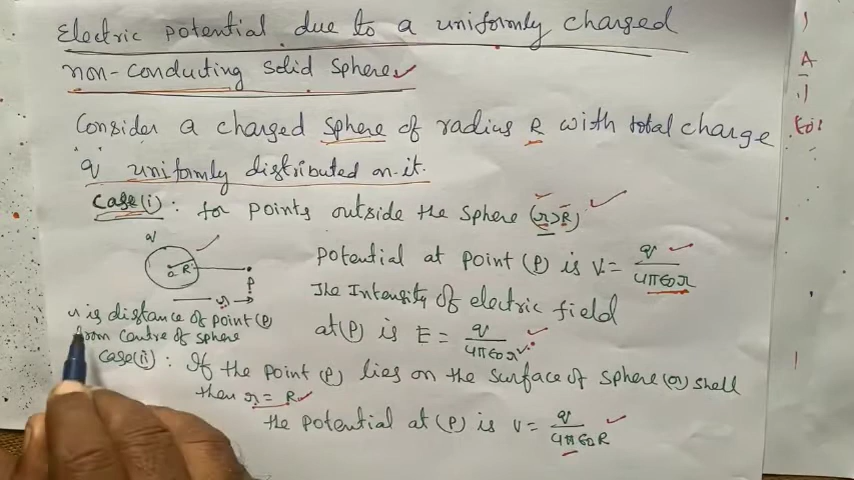 Electric potential due to a uniformly charged
non-conducting solid sphere
Consider a charged sphere of radius R with total charge
'q' uniformly distributed on it.
Case(i): for points outside the sphere (r>R)
q
R
P
r
Potential at point (P) is V = q/4πε0r
The Intensity of electric field
at (P) is E = q/4πε0r²
r is distance of point (P)
from centre of sphere
Case(ii): If the point (P) lies on the surface of sphere (or) shell
then r = R
the potential at (P) is V = q/4πε0R